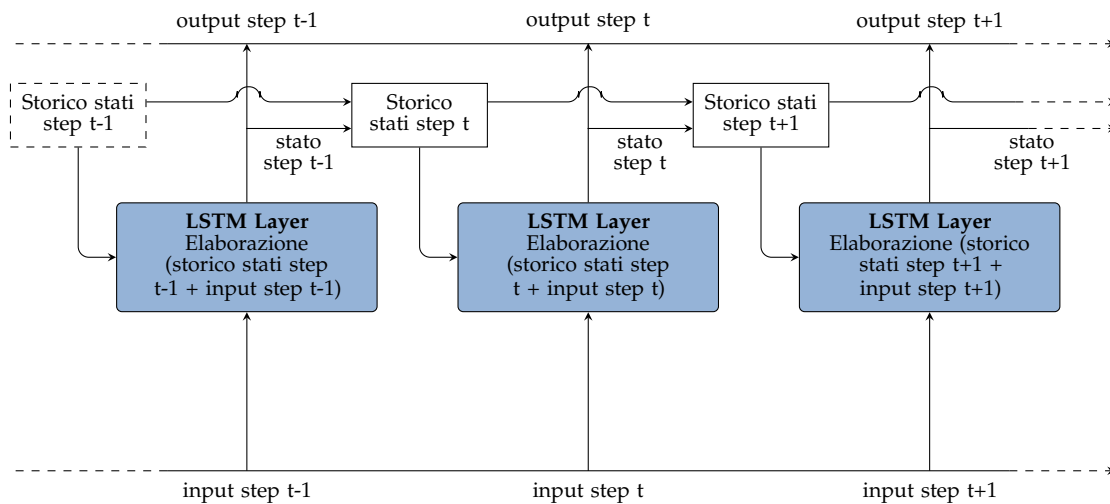 output step t-1
output step t
output step t+1
Storico stati
step t-1
Storico
stati step t
Storico stati
step t+1
stato
step t-1
stato
step t
stato
step t+1
LSTM Layer
Elaborazione
(storico stati step
t-1 + input step t-1)
LSTM Layer
Elaborazione
(storico stati step
t + input step t)
LSTM Layer
Elaborazione (storico
stati step t+1 +
input step t+1)
input step t-1
input step t
input step t+1